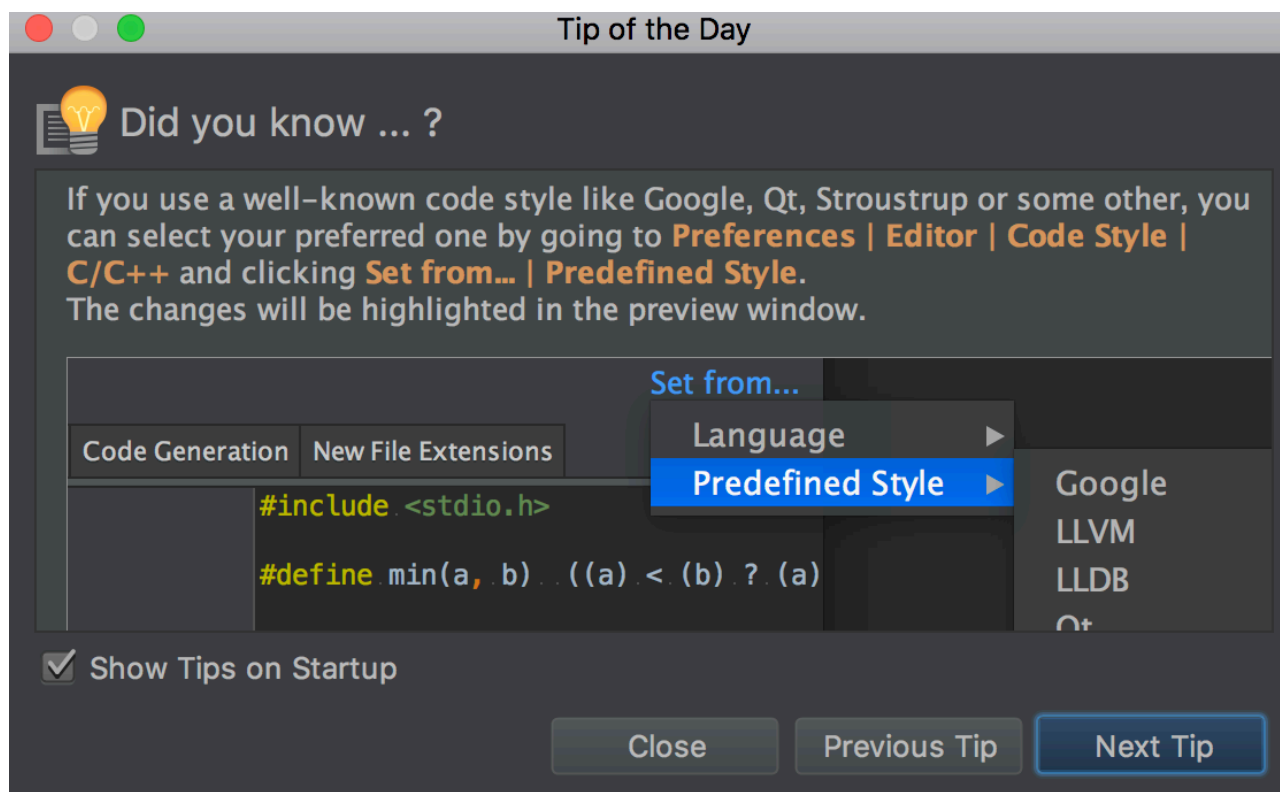 Tip of the Day
Did you know ... ?
If you use a well-known code style like Google, Qt, Stroustrup or some other, you
can select your preferred one by going to Preferences | Editor | Code Style |
C/C++ and clicking Set from... | Predefined Style.
The changes will be highlighted in the preview window.
Set from...
Language
Code Generation New File Extensions
Predefined Style
Google
#include <stdio.h>
LLVM
#define min(a, b) ((a) < (b) ? (a)
LLDB
Qt
Show Tips on Startup
Close Previous Tip Next Tip